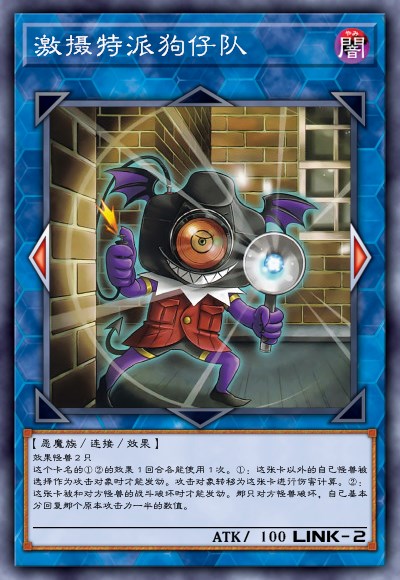 激摄特派狗仔队
やみ
闇
【恶魔族/连接/效果】
效果怪兽2只
这个卡名的①②的效果1回合各能使用1次。①:这张卡以外的自己怪兽被
选择作为攻击对象时才能发动。攻击对象转移为这张卡进行伤害计算。②:
这张卡被和对方怪兽的战斗破坏时才能发动。那只对方怪兽破坏,自己基本
分回复那个原本攻击力一半的数值。
ATK/ 100 LINK-2